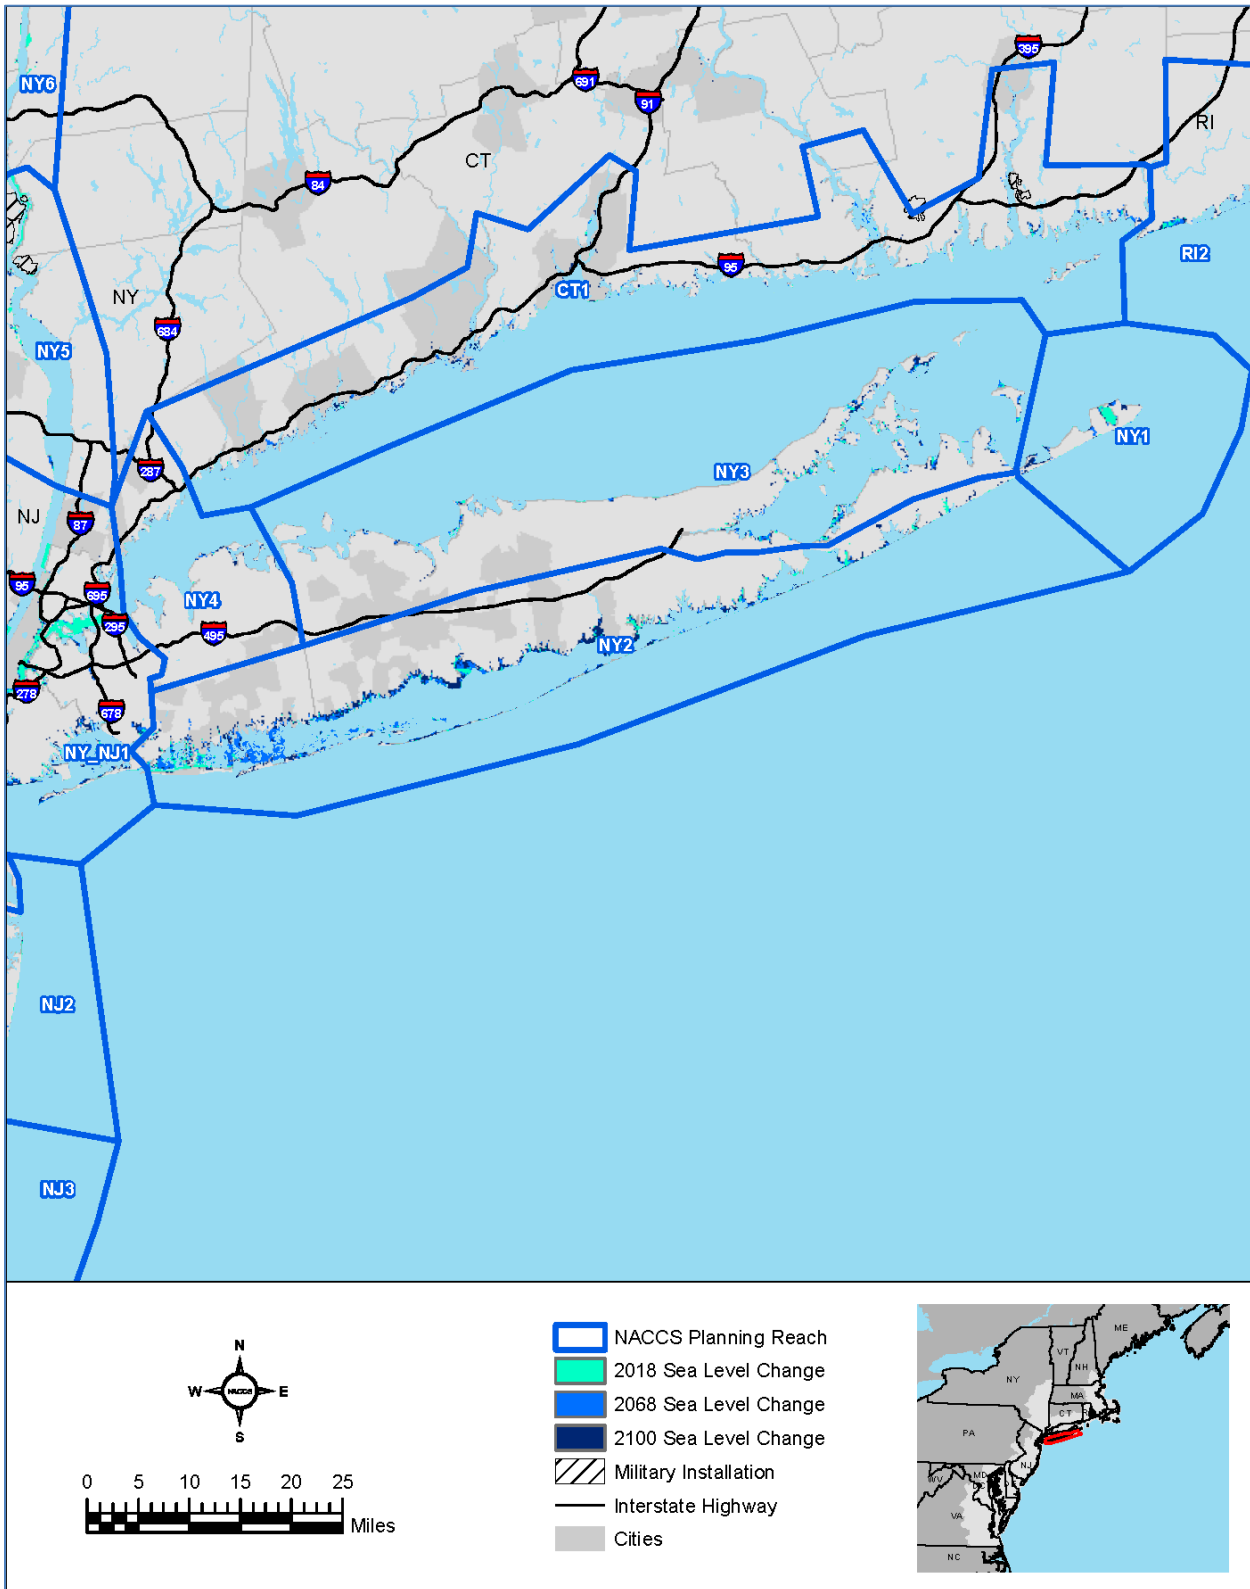 NY6
691
395
91
RI
CT
84
RI2
CT1
95
NY
684
NY5
NY1
287
NY3
NJ
87
95
695
NY4
295
495
NY2
278
678
NY_NJ1
NJ2
NJ3
N
W NACCS E
S
0 5 10 15 20 25
Miles
NACCS Planning Reach
2018 Sea Level Change
2068 Sea Level Change
2100 Sea Level Change
Military Installation
Interstate Highway
Cities
ME
VT
NH
NY
MA
CT
PA
NJ
MD
WV
VA
NC